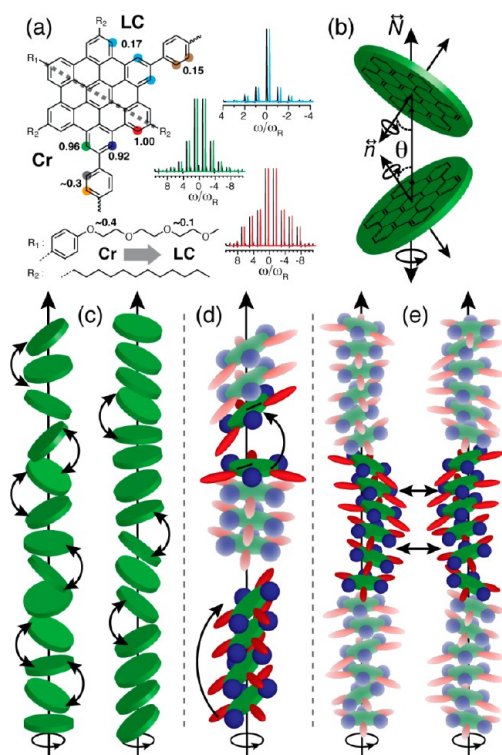 (a)
LC
R₂
0.17
0.15
R₁
R₂
R₂
Cr
0.96
0.92
1.00
~0.3
4 2 0 -2 4
ω/ωR
8 4 0 -4 -8
ω/ωR
8 4 0 -4 -8
ω/ωR
~0.4
~0.1
R₁ :
O
O
O
O
Cr
LC
R₂ :
(b)
N
n
θ
(c)
(d)
(e)